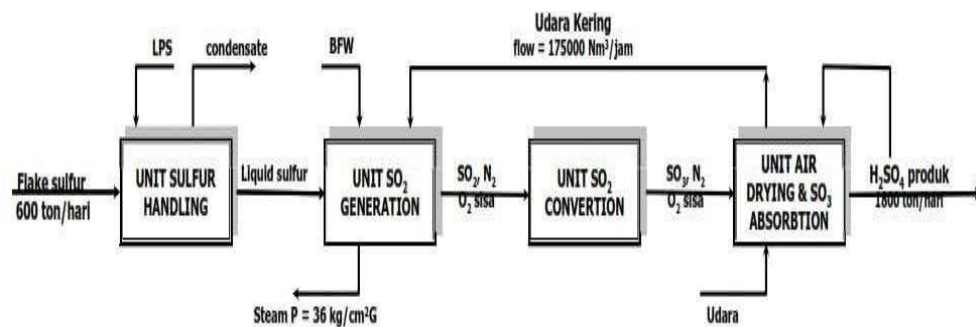 Udara Kering
flow = 175000 Nm³/jam
LPS
condensate
BFW
Flake sulfur
600 ton/hari
UNIT SULFUR
HANDLING
Liquid sulfur
UNIT SO₂
GENERATION
SO₂, N₂
O₂ sisa
UNIT SO₂
CONVERTION
SO₃, N₂
O₂ sisa
UNIT AIR
DRYING & SO₃
ABSORBTION
H₂SO₄ produk
1800 ton/hari
Steam P = 36 kg/cm²G
Udara